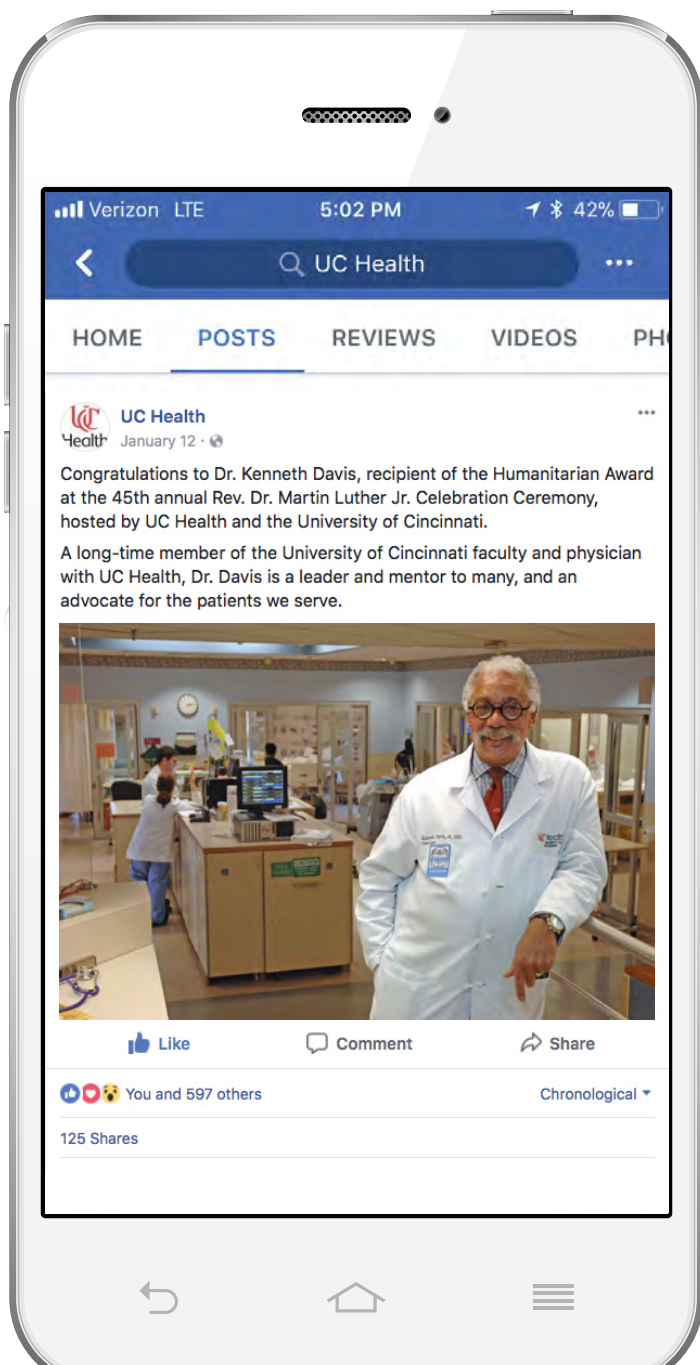 Verizon LTE 5:02 PM 42%
UC Health
HOME POSTS REVIEWS VIDEOS PH
UC Health
UC Health
January 12 ·
Congratulations to Dr. Kenneth Davis, recipient of the Humanitarian Award
at the 45th annual Rev. Dr. Martin Luther Jr. Celebration Ceremony,
hosted by UC Health and the University of Cincinnati.
A long-time member of the University of Cincinnati faculty and physician
with UC Health, Dr. Davis is a leader and mentor to many, and an
advocate for the patients we serve.
Health
Like Comment Share
You and 597 others Chronological
125 Shares